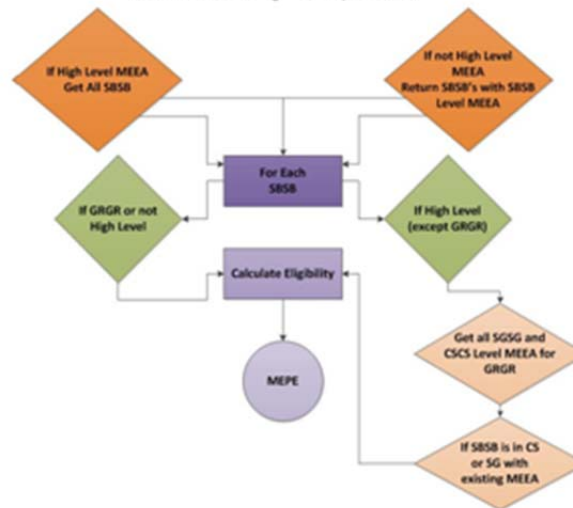 If High Level MEEA
Get All SBSB
If not High Level
MEEA
Return SBSB's with SBSB
Level MEEA
For Each
SBSB
If GRGR or not
High Level
If High Level
(except GRGR)
Calculate Eligibility
Get all SGSG and
CSCS Level MEEA for
GRGR
MEPE
If SBSB is in CS
or SG with
existing MEEA